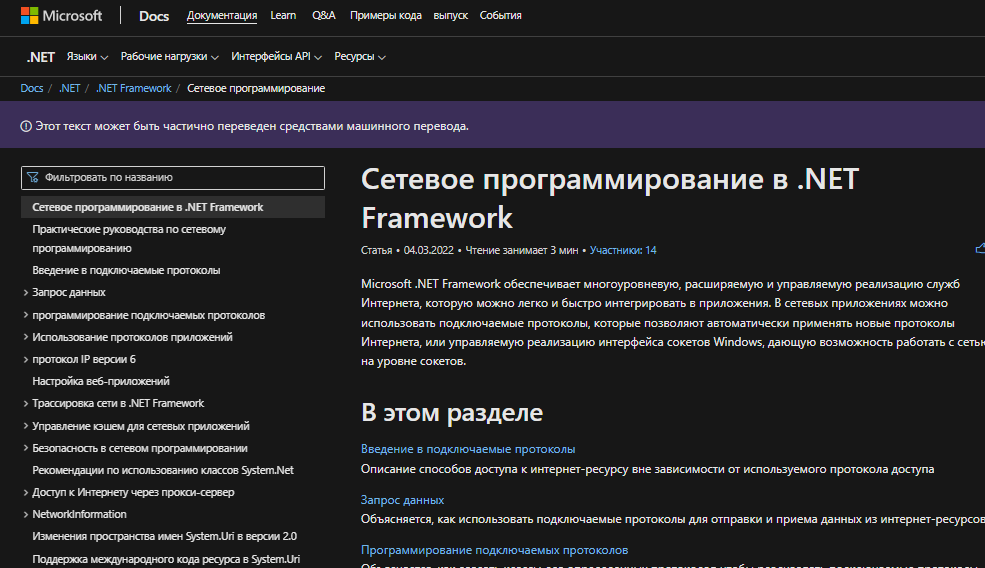 Microsoft Docs Документация Learn Q&A Примеры кода выпуск События
.NET Языки Рабочие нагрузки Интерфейсы API Ресурсы
Docs / .NET / .NET Framework / Сетевое программирование
Этот текст может быть частично переведен средствами машинного перевода.
Фильтровать по названию
Сетевое программирование в .NET Framework
Практические руководства по сетевому
программированию
Введение в подключаемые протоколы
Запрос данных
программирование подключаемых протоколов
Использование протоколов приложений
протокол IP версии 6
Настройка веб-приложений
Трассировка сети в .NET Framework
Управление кэшем для сетевых приложений
Безопасность в сетевом программировании
Рекомендации по использованию классов System.Net
Доступ к Интернету через прокси-сервер
NetworkInformation
Изменения пространства имен System.Uri в версии 2.0
Поддержка международного кода ресурса в System.Uri
Сетевое программирование в .NET
Framework
Статья • 04.03.2022 • Чтение занимает 3 мин • Участники: 14
Microsoft .NET Framework обеспечивает многоуровневую, расширяемую и управляемую реализацию служб
Интернета, которую можно легко и быстро интегрировать в приложения. В сетевых приложениях можно
использовать подключаемые протоколы, которые позволяют автоматически применять новые протоколы
Интернета, или управляемую реализацию интерфейса сокетов Windows, дающую возможность работать с сетью
на уровне сокетов.
В этом разделе
Введение в подключаемые протоколы
Описание способов доступа к интернет-ресурсу вне зависимости от используемого протокола доступа
Запрос данных
Объясняется, как использовать подключаемые протоколы для отправки и приема данных из интернет-ресурсов
Программирование подключаемых протоколов